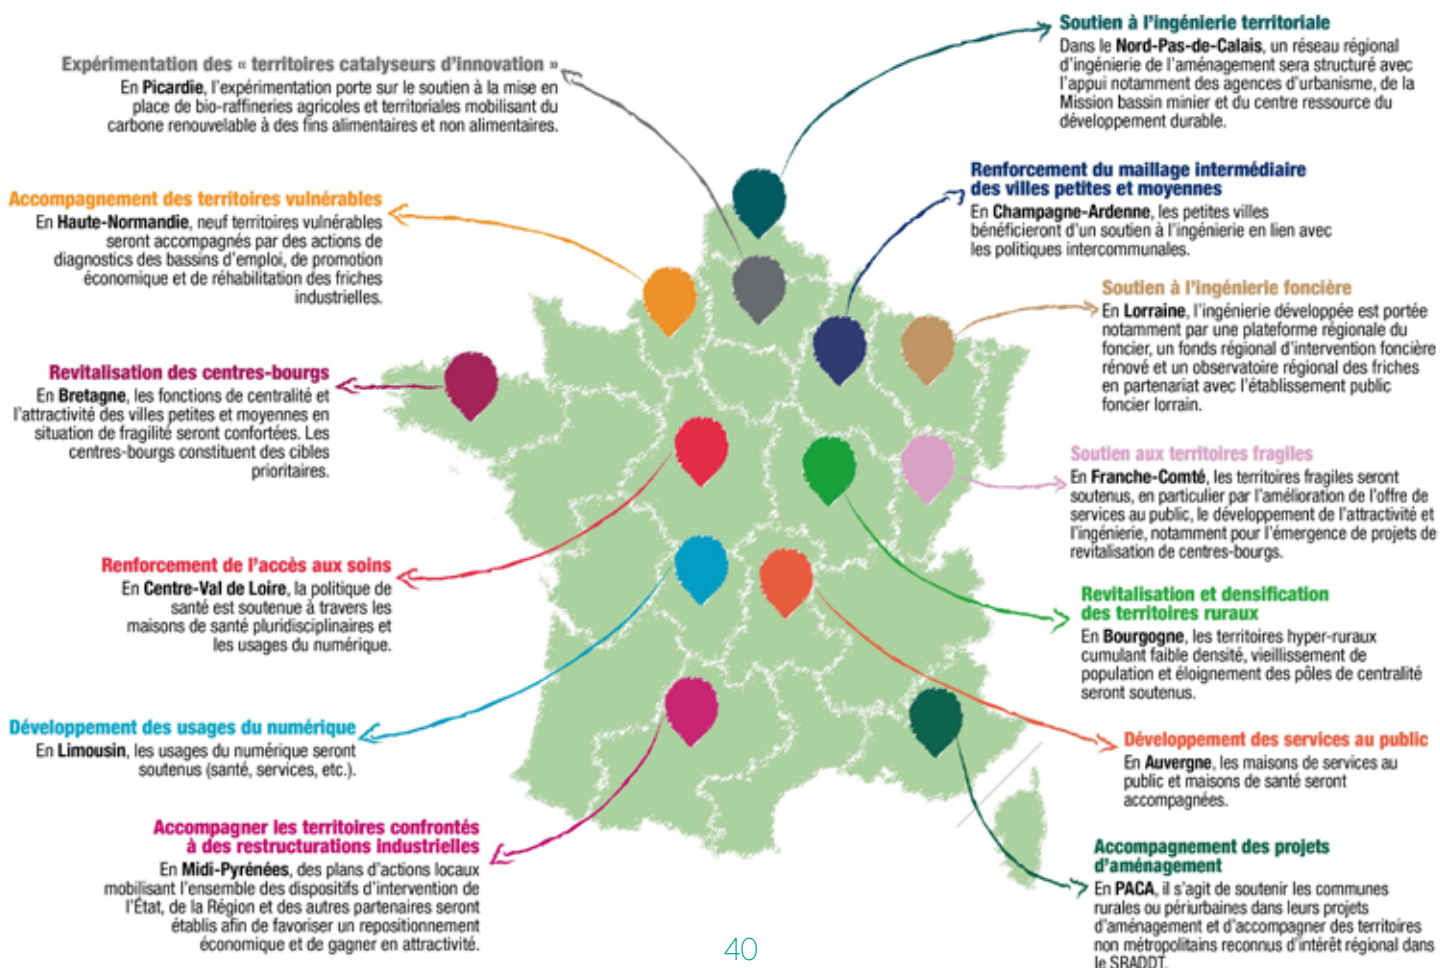 Soutien à l'ingénierie territoriale
Dans le Nord-Pas-de-Calais, un réseau régional
d'ingénierie de l'aménagement sera structuré avec
l'appui notamment des agences d'urbanisme, de la
Mission bassin minier et du centre ressource du
développement durable.
Expérimentation des « territoires catalyseurs d'innovation »
En Picardie, l'expérimentation porte sur le soutien à la mise en
place de bio-raffineries agricoles et territoriales mobilisant du
carbone renouvelable à des fins alimentaires et non alimentaires.
Renforcement du maillage intermédiaire
des villes petites et moyennes
En Champagne-Ardenne, les petites villes
bénéficieront d'un soutien à l'ingénierie en lien avec
les politiques intercommunales.
Accompagnement des territoires vulnérables
En Haute-Normandie, neuf territoires vulnérables
seront accompagnés par des actions de
diagnostics des bassins d'emploi, de promotion
économique et de réhabilitation des friches
industrielles.
Soutien à l'ingénierie foncière
En Lorraine, l'ingénierie développée est portée
notamment par une plateforme régionale du
foncier, un fonds régional d'intervention foncière
rénové et un observatoire régional des friches
en partenariat avec l'établissement public
foncier lorrain.
Revitalisation des centres-bourgs
En Bretagne, les fonctions de centralité et
l'attractivité des villes petites et moyennes en
situation de fragilité seront confortées. Les
centres-bourgs constituent des cibles
prioritaires.
Soutien aux territoires fragiles
En Franche-Comté, les territoires fragiles seront
soutenus, en particulier par l'amélioration de l'offre de
services au public, le développement de l'attractivité et
l'ingénierie, notamment pour l'émergence de projets de
revitalisation de centres-bourgs.
Renforcement de l'accès aux soins
En Centre-Val de Loire, la politique de
santé est soutenue à travers les
maisons de santé pluridisciplinaires et
les usages du numérique.
Revitalisation et densification
des territoires ruraux
En Bourgogne, les territoires hyper-ruraux
cumulant faible densité, vieillissement de
population et éloignement des pôles de centralité
seront soutenus.
Développement des usages du numérique
En Limousin, les usages du numérique seront
soutenus (santé, services, etc.).
Développement des services au public
En Auvergne, les maisons de services au
public et maisons de santé seront
accompagnées.
Accompagner les territoires confrontés
à des restructurations industrielles
En Midi-Pyrénées, des plans d'actions locaux
mobilisant l'ensemble des dispositifs d'intervention de
l'État, de la Région et des autres partenaires seront
établis afin de favoriser un repositionnement
économique et de gagner en attractivité.
Accompagnement des projets
d'aménagement
En PACA, il s'agit de soutenir les communes
rurales ou périurbaines dans leurs projets
d'aménagement et d'accompagner des territoires
non métropolitains reconnus d'intérêt régional dans
le SRADDT.
40